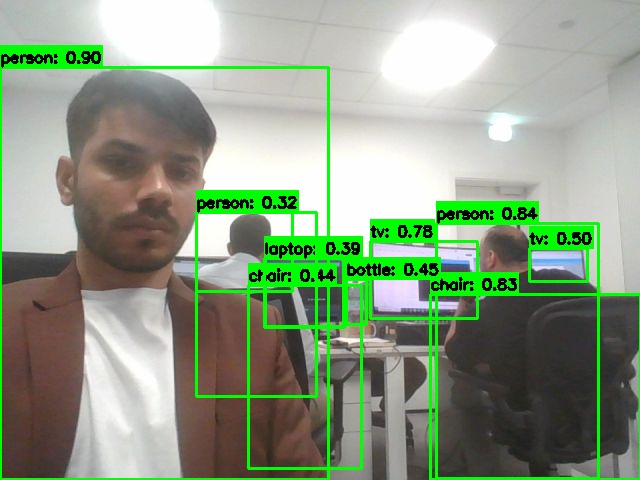 person: 0.90
person: 0.32
person: 0.84
tv: 0.78
tv: 0.50
laptop: 0.39
bottle: 0.45
chair: 0.44
chair: 0.83